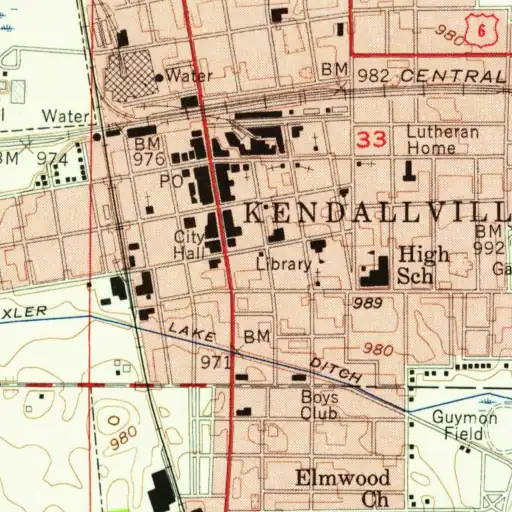 6
980
Water
BM
982
CENTRAL
Water
33
Lutheran
Home
BM
976
BM 974
PO
KENDALLVILL
City
Hall
BM
992
High
Sch
Ga
Library
989
XLER
LAKE
DITCH
BM
971
980
Boys
Club
Guymon
Field
980
Elmwood
Ch